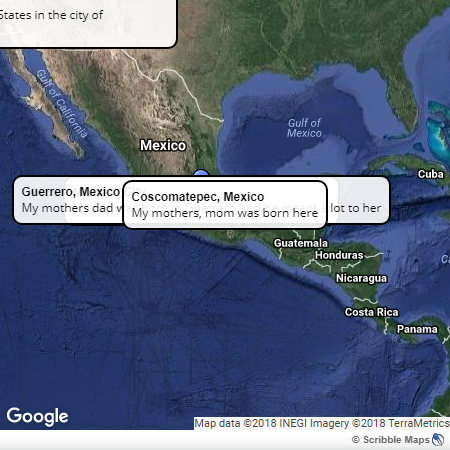 States in the city of
Gulf of California
Gulf of
Mexico
Mexico
Cuba
Guerrero, Mexico
My mothers dad w
lot to her
Coscomatepec, Mexico
My mothers, mom was born here
Guatemala
Honduras
Nicaragua
Costa Rica
Panama
Google
Map data ©2018 INEGI Imagery ©2018 TerraMetrics
© Scribble Maps